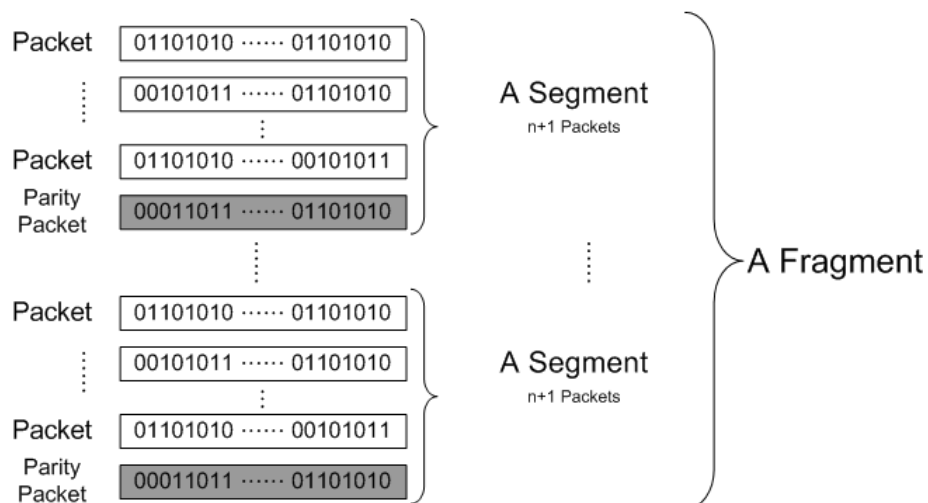 Packet 01101010 ······ 01101010
00101011 ······ 01101010
A Segment
n+1 Packets
Packet 01101010 ······ 00101011
Parity
Packet
00011011 ······ 01101010
A Fragment
Packet 01101010 ······ 01101010
00101011 ······ 01101010
A Segment
n+1 Packets
Packet 01101010 ······ 00101011
Parity
Packet
00011011 ······ 01101010